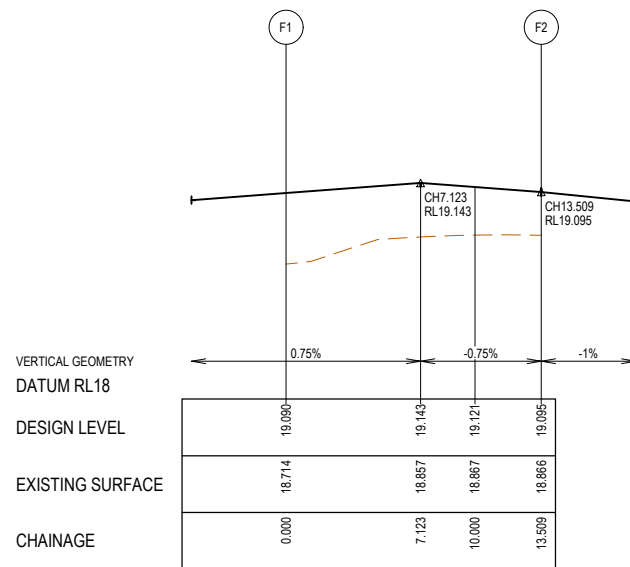 F1
F2
CH7.123
RL19.143
CH13.509
RL19.095
VERTICAL GEOMETRY
0.75%
-0.75%
-1%
DATUM RL18
DESIGN LEVEL
19.090
19.143
19.121
19.095
EXISTING SURFACE
18.714
18.857
18.867
18.866
CHAINAGE
0.000
7.123
10.000
13.509